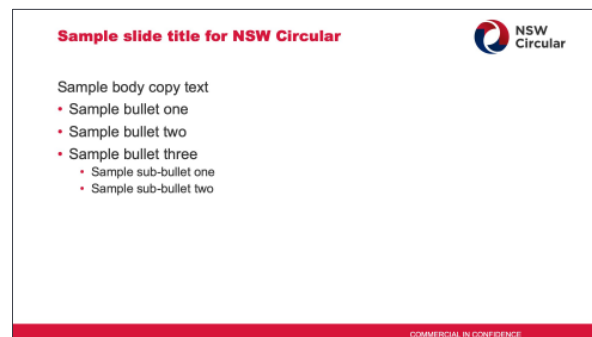 Sample slide title for NSW Circular
NSW
Circular
Sample body copy text
• Sample bullet one
• Sample bullet two
• Sample bullet three
• Sample sub-bullet one
• Sample sub-bullet two
COMMERCIAL IN CONFIDENCE